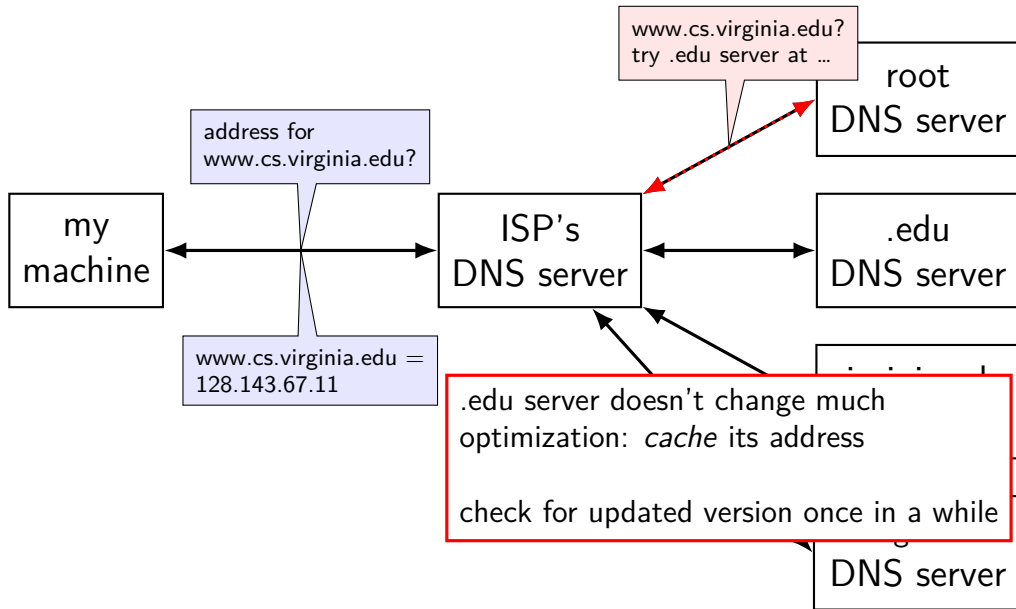 www.cs.virginia.edu?
try .edu server at ...
root
DNS server
address for
www.cs.virginia.edu?
my
machine
ISP's
DNS server
.edu
DNS server
www.cs.virginia.edu =
128.143.67.11
.edu server doesn't change much
optimization: cache its address
check for updated version once in a while
DNS server